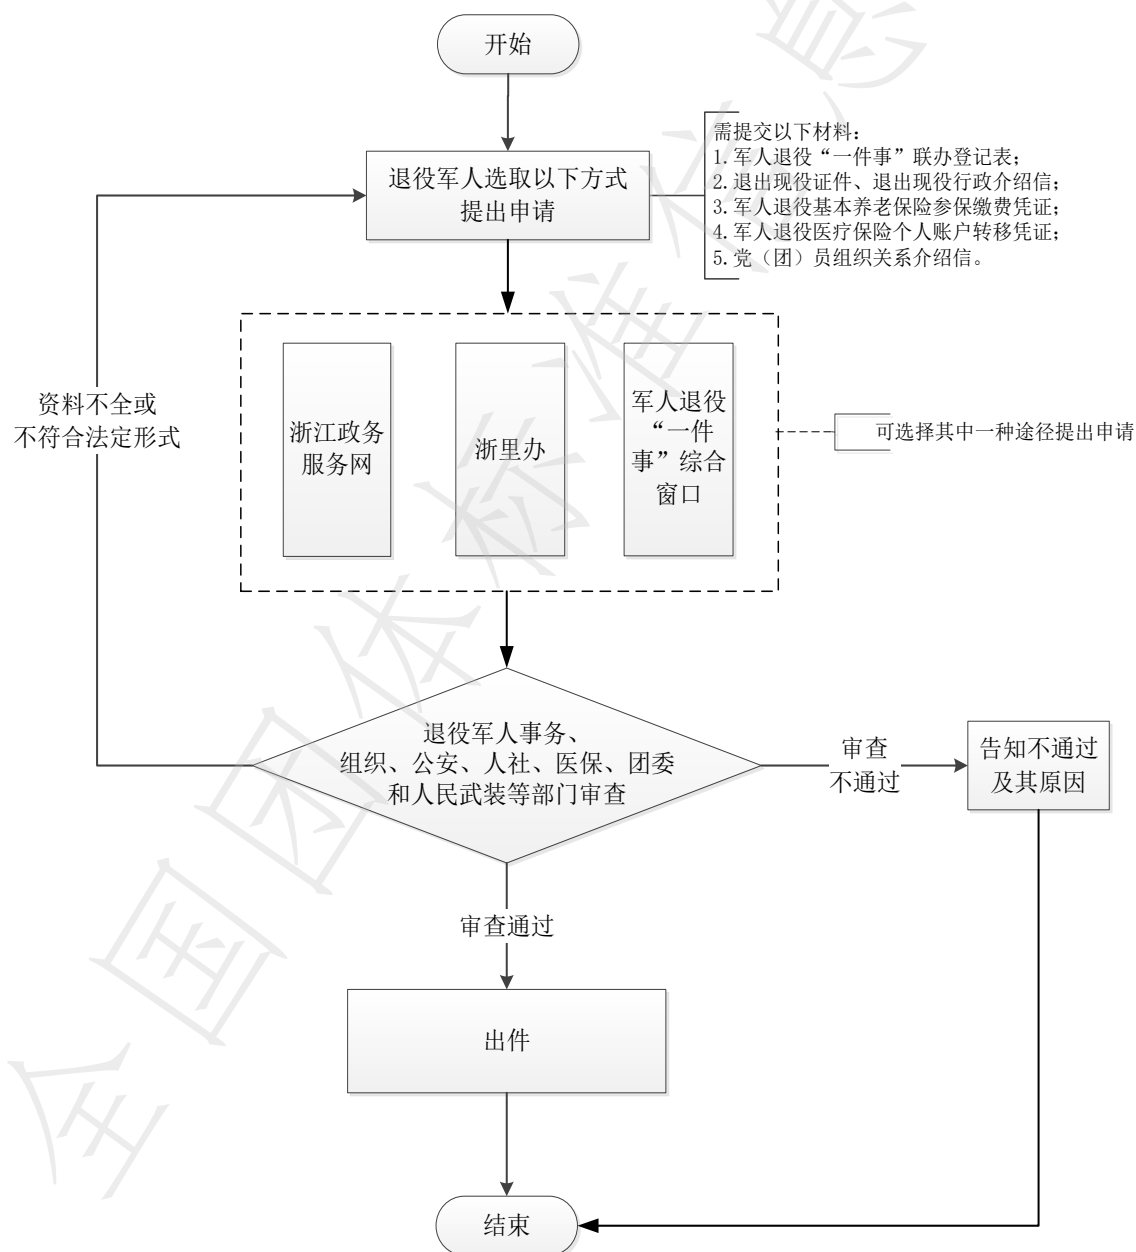 开始
退役军人选取以下方式
提出申请
需提交以下材料：
1.军人退役“一件事”联办登记表；
2.退出现役证件、退出现役行政介绍信；
3.军人退役基本养老保险参保缴费凭证；
4.军人退役医疗保险个人账户转移凭证；
5.党（团）员组织关系介绍信。
浙江政务
服务网
浙里办
军人退役
“一件
事”综合
窗口
可选择其中一种途径提出申请
资料不全或
不符合法定形式
退役军人事务、
组织、公安、人社、医保、团委
和人民武装等部门审查
审查
不通过
告知不通过
及其原因
审查通过
出件
结束
全国团体标准信息